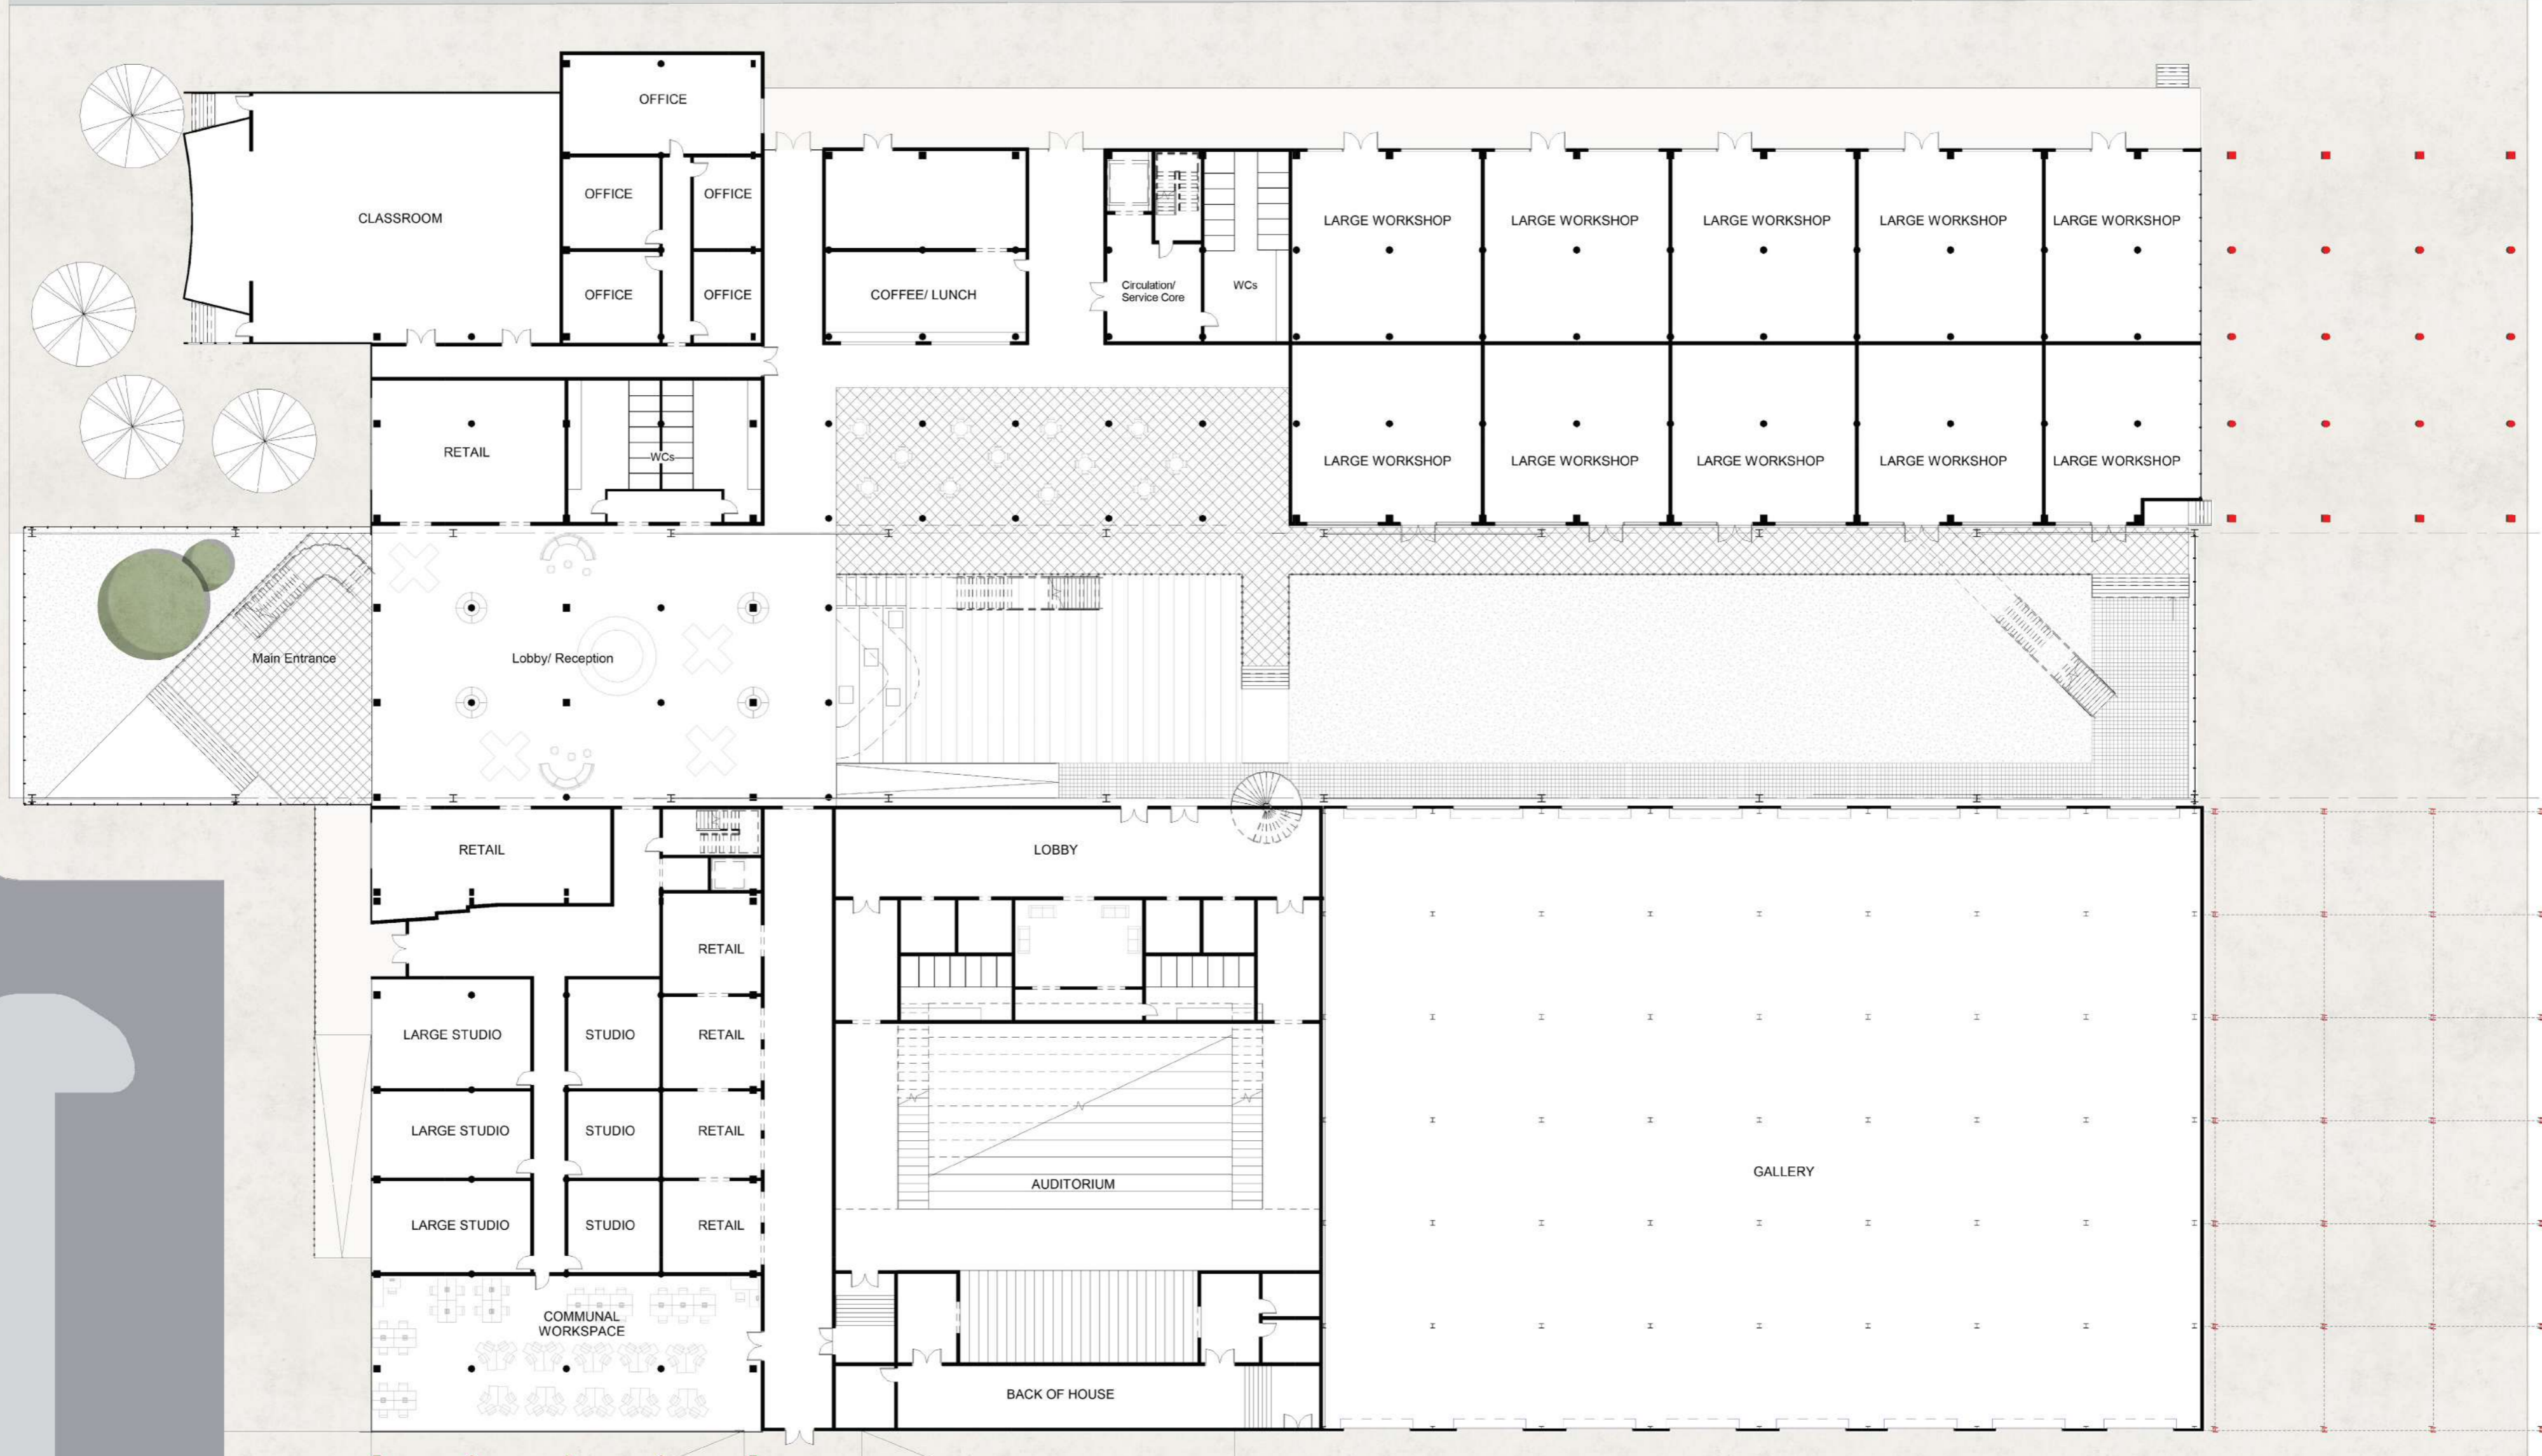 OFFICE
CLASSROOM
OFFICE
OFFICE
OFFICE
OFFICE
COFFEE/ LUNCH
Circulation/
Service Core
WCs
LARGE WORKSHOP
LARGE WORKSHOP
LARGE WORKSHOP
LARGE WORKSHOP
LARGE WORKSHOP
RETAIL
WCs
LARGE WORKSHOP
LARGE WORKSHOP
LARGE WORKSHOP
LARGE WORKSHOP
LARGE WORKSHOP
Main Entrance
Lobby/ Reception
RETAIL
LOBBY
RETAIL
LARGE STUDIO
STUDIO
RETAIL
LARGE STUDIO
STUDIO
RETAIL
LARGE STUDIO
STUDIO
RETAIL
AUDITORIUM
GALLERY
COMMUNAL
WORKSPACE
BACK OF HOUSE